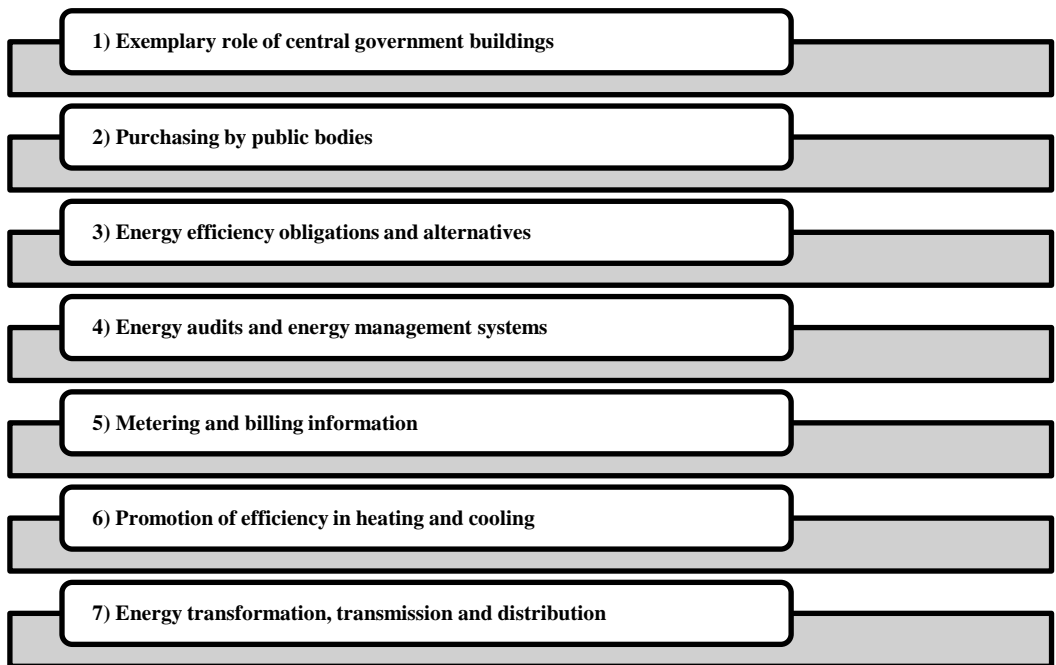 1) Exemplary role of central government buildings
2) Purchasing by public bodies
3) Energy efficiency obligations and alternatives
4) Energy audits and energy management systems
5) Metering and billing information
6) Promotion of efficiency in heating and cooling
7) Energy transformation, transmission and distribution